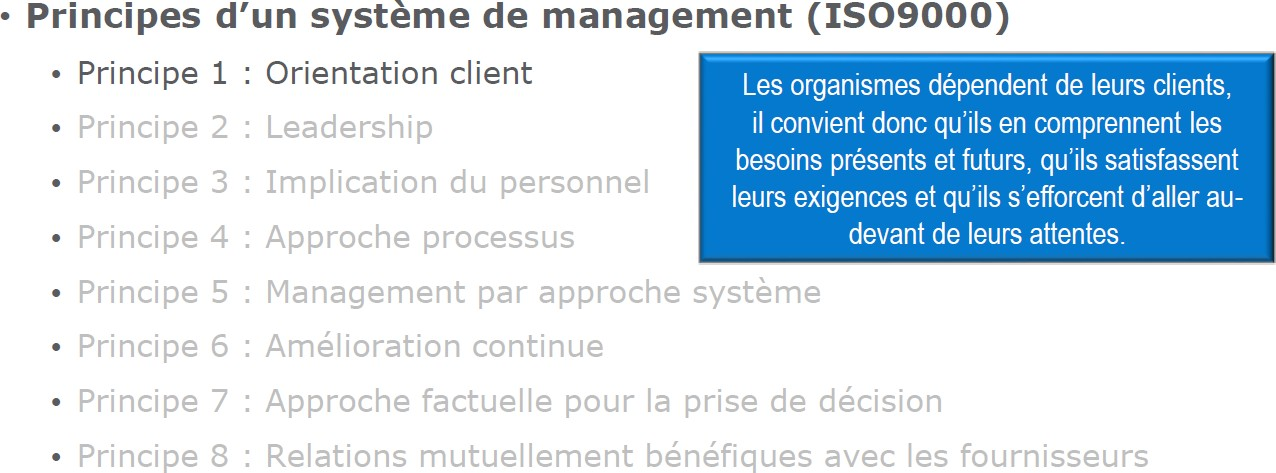 • Principes d’un système de management (ISO9000)
• Principe 1 : Orientation client
Les organismes dépendent de leurs clients,
il convient donc qu’ils en comprennent les
besoins présents et futurs, qu’ils satisfassent
leurs exigences et qu’ils s’efforcent d’aller au-
devant de leurs attentes.
• Principe 2 : Leadership
• Principe 3 : Implication du personnel
• Principe 4 : Approche processus
• Principe 5 : Management par approche système
• Principe 6 : Amélioration continue
• Principe 7 : Approche factuelle pour la prise de décision
• Principe 8 : Relations mutuellement bénéfiques avec les fournisseurs